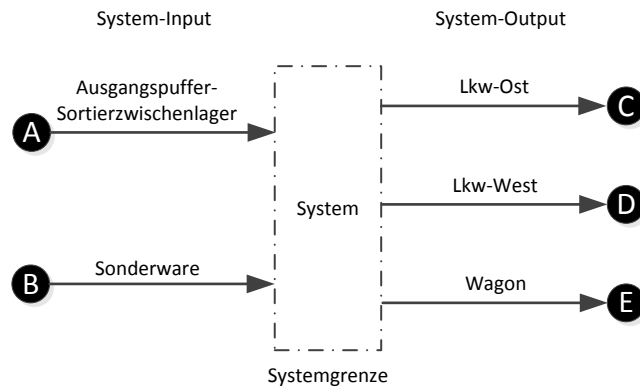 System-Input
System-Output
Ausgangspuffer-
Sortierzwischenlager
A
Lkw-Ost
C
Lkw-West
D
System
B
Sonderware
Wagon
E
Systemgrenze